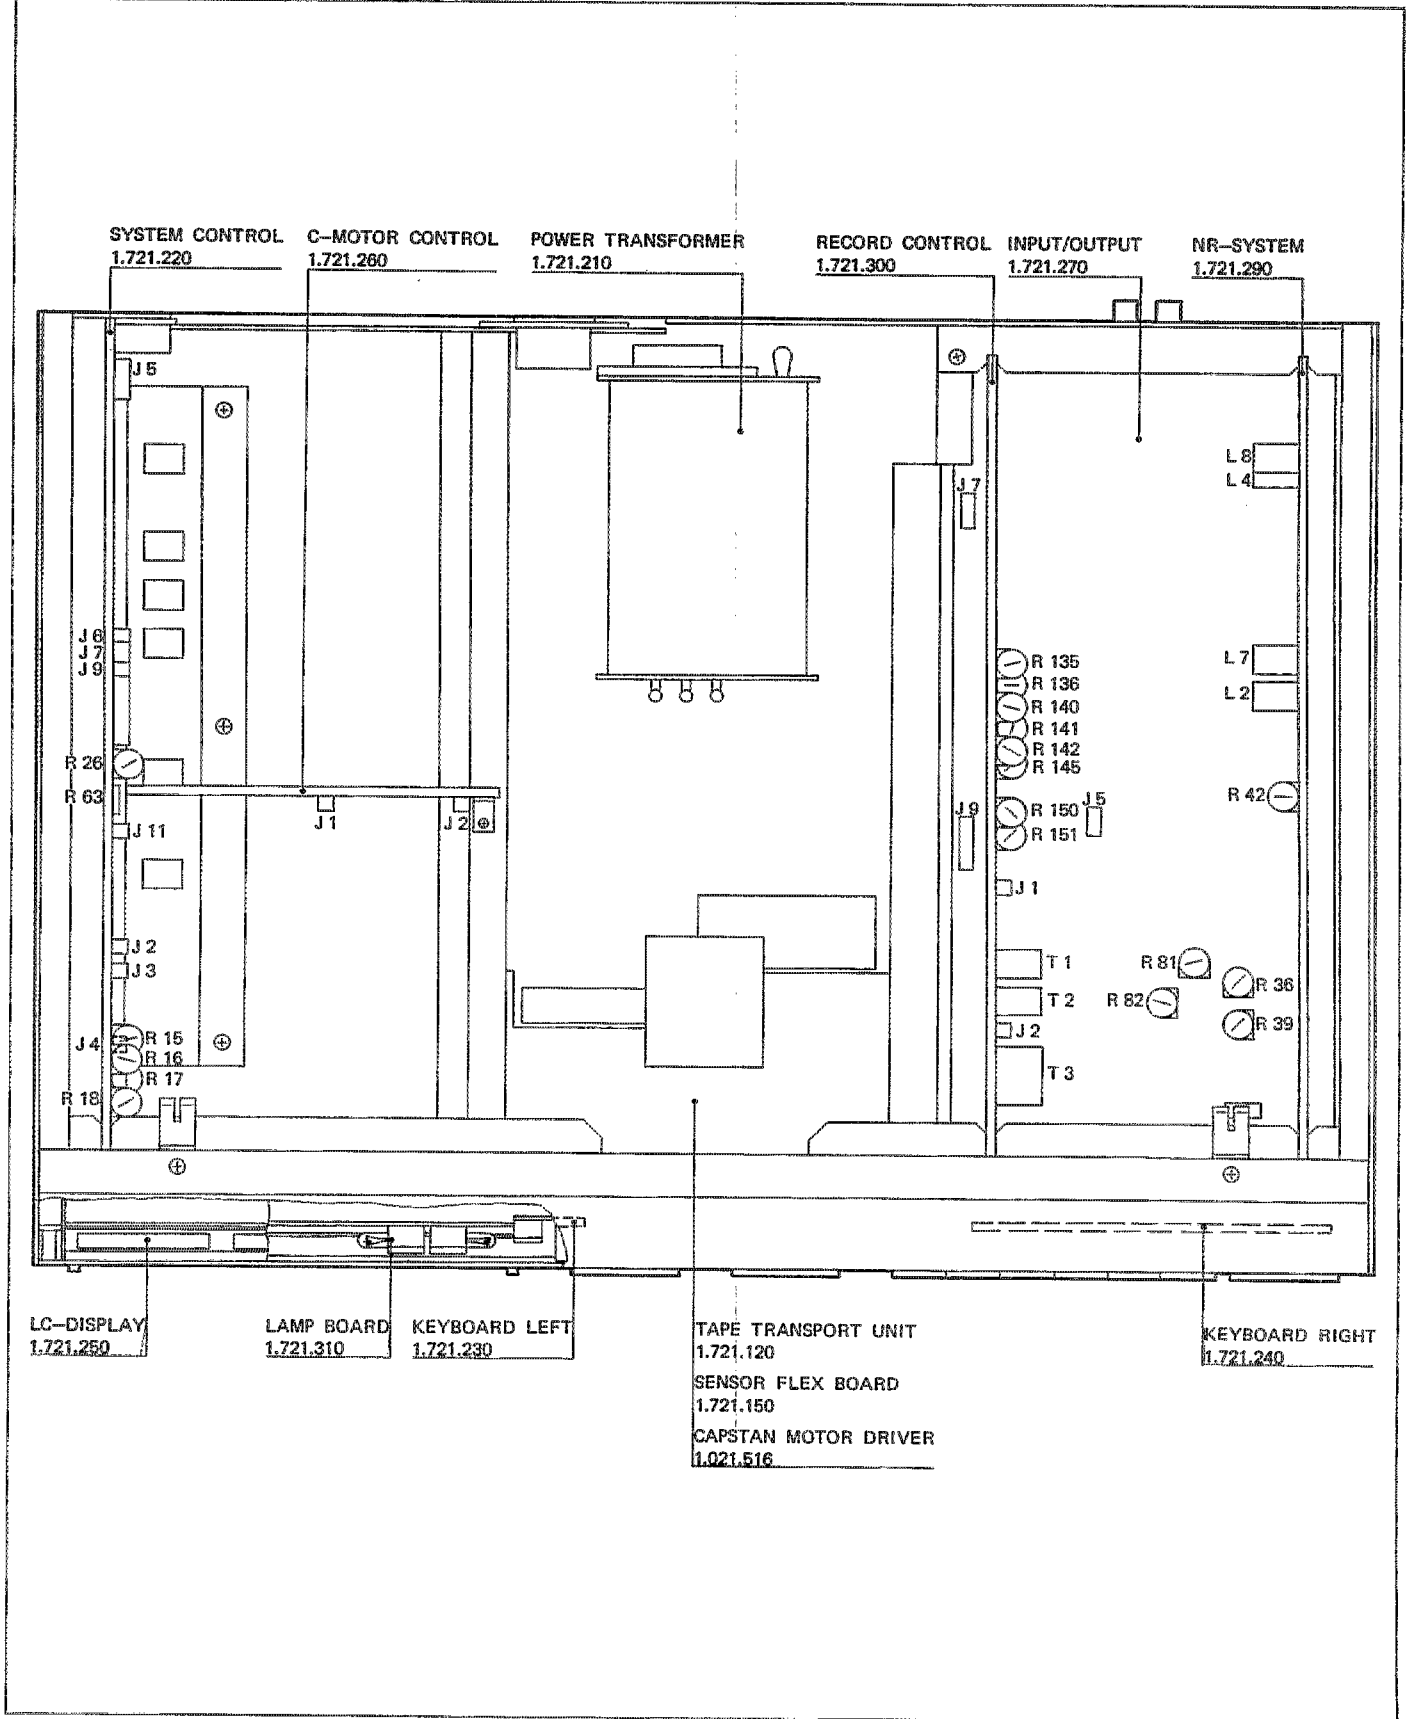 SYSTEM CONTROL
1.721.220
C-MOTOR CONTROL
1.721.260
POWER TRANSFORMER
1.721.210
RECORD CONTROL
1.721.300
INPUT/OUTPUT
1.721.270
NR-SYSTEM
1.721.290
J 5
L 8
L 4
J 7
J 6
J 7
J 9
R 135
R 136
R 140
R 141
R 142
R 145
L 7
L 2
R 26
R 63
J 11
J 1
J 2
J 9
R 150
R 151
J 5
R 42
J 1
J 2
J 3
T 1
T 2
J 2
T 3
R 81
R 82
R 36
R 39
J 4
R 15
R 16
R 17
R 18
LC-DISPLAY
1.721.250
LAMP BOARD
1.721.310
KEYBOARD LEFT
1.721.230
TAPE TRANSPORT UNIT
1.721.120
SENSOR FLEX BOARD
1.721.150
CAPSTAN MOTOR DRIVER
1.021.516
KEYBOARD RIGHT
1.721.240